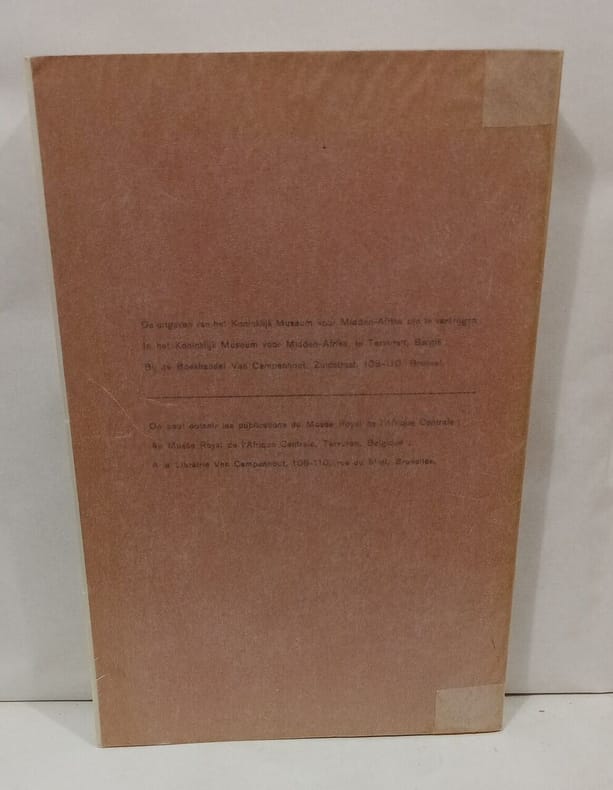 De uitgaven van het Koninklijk Museum voor Midden-Afrika zijn te verkrijgen
In het Koninklijk Museum voor Midden-Afrika, te Tervuren, België ;
Bij de Boekhandel Van Campenhout, Zuidstraat, 108-110, Brussel.
On peut obtenir les publications du Musée Royal de l'Afrique Centrale :
Au Musée Royal de l'Afrique Centrale, Tervuren, Belgique ;
A la Librairie Van Campenhout, 108-110, rue du Midi, Bruxelles.